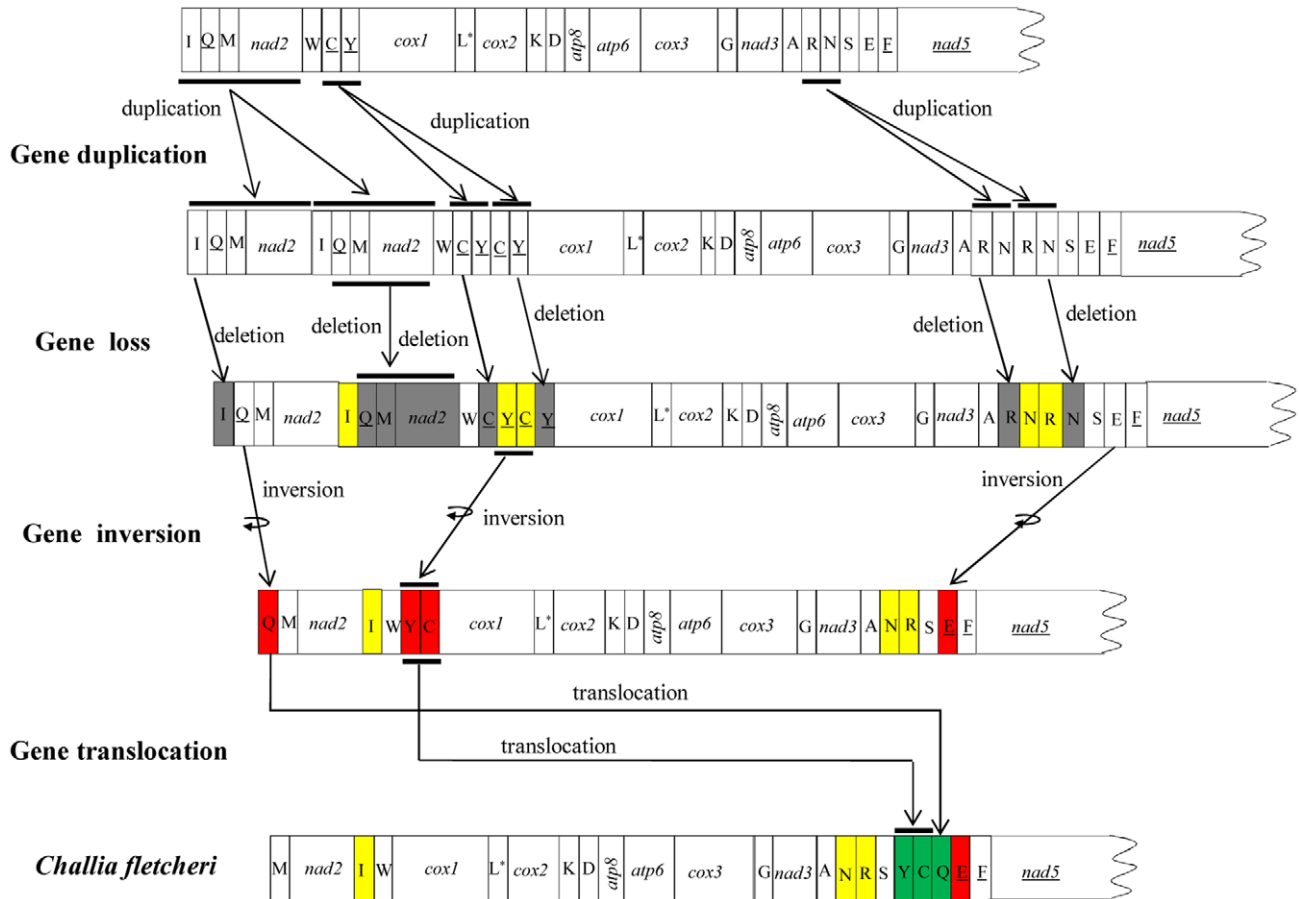 I Q M nad2 W C Y cox1 L* cox2 K D atp8 atp6 cox3 G nad3 A R N S E F nad5
duplication duplication duplication
Gene duplication
I Q M nad2 I Q M nad2 W C Y C Y cox1 L* cox2 K D atp8 atp6 cox3 G nad3 A R N R N S E F nad5
deletion deletion deletion deletion deletion deletion
Gene loss
I Q M nad2 I Q M nad2 W C Y C Y cox1 L* cox2 K D atp8 atp6 cox3 G nad3 A R N R N S E F nad5
inversion inversion inversion
Gene inversion
Q M nad2 I W Y C cox1 L* cox2 K D atp8 atp6 cox3 G nad3 A N R S E F nad5
translocation
Gene translocation
translocation
Challia fletcheri
M nad2 I W cox1 L* cox2 K D atp8 atp6 cox3 G nad3 A N R S Y C Q E F nad5